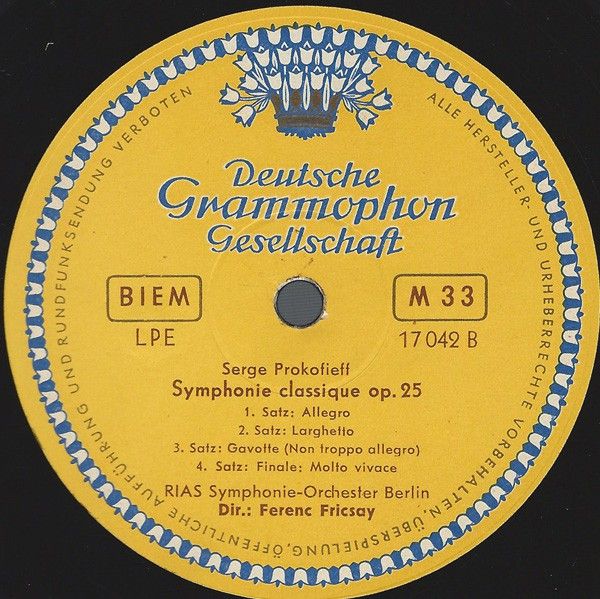 Deutsche
Grammophon
Gesellschaft
BIEM
LPE
M 33
17 042 B
Serge Prokofieff
Symphonie classique op. 25
1. Satz: Allegro
2. Satz: Larghetto
3. Satz: Gavotte (Non troppo allegro)
4. Satz: Finale: Molto vivace
RIAS Symphonie-Orchester Berlin
Dir.: Ferenc Fricsay
ALLE HERSTELLER- UND URHEBERRECHTE VORBEHALTEN, ÜBERSPIELUNG, ÖFFENTLICHE AUFFÜHRUNG UND RUNDFUNKSENDUNG VERBOTEN